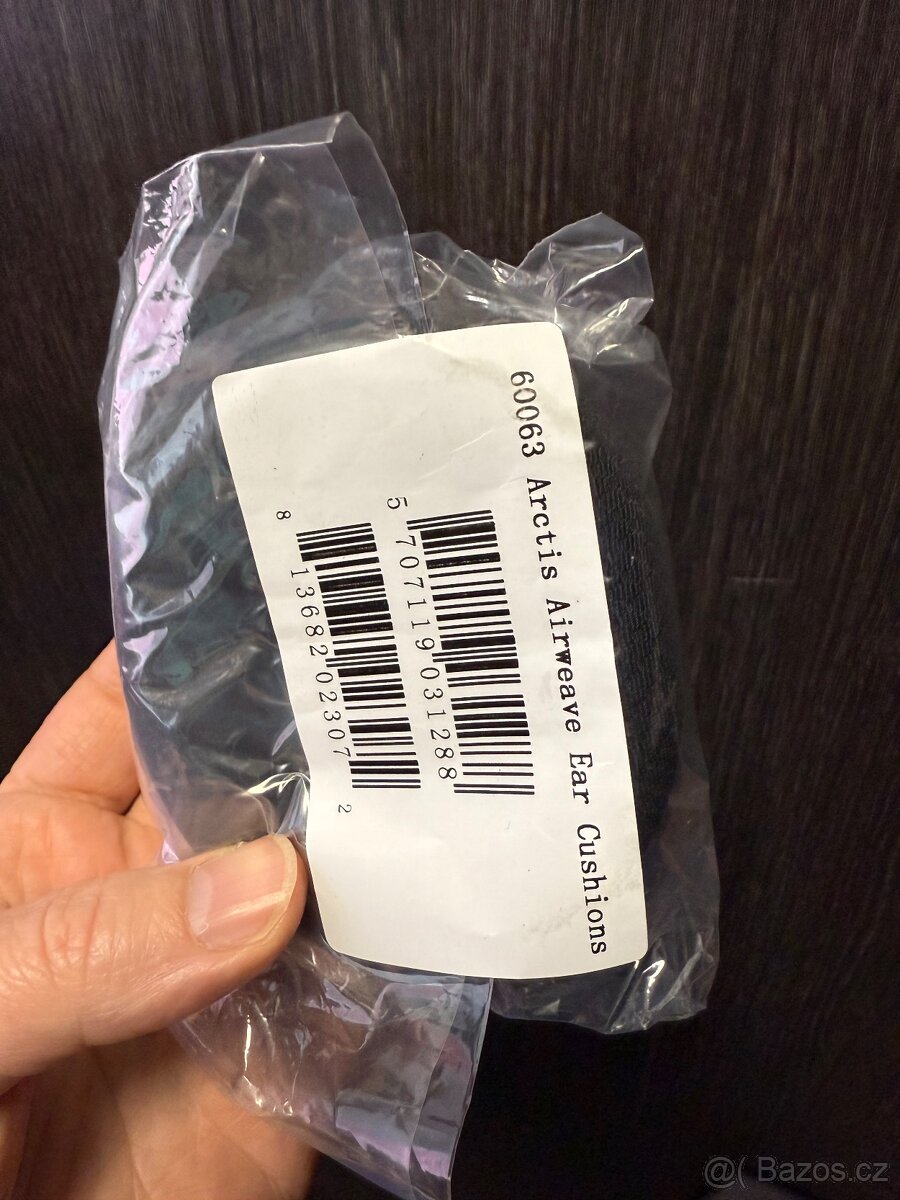 60063 Arctis Airweave Ear Cushions
5 707119 031288
8 13682 02307 2
@( Bazos.cz